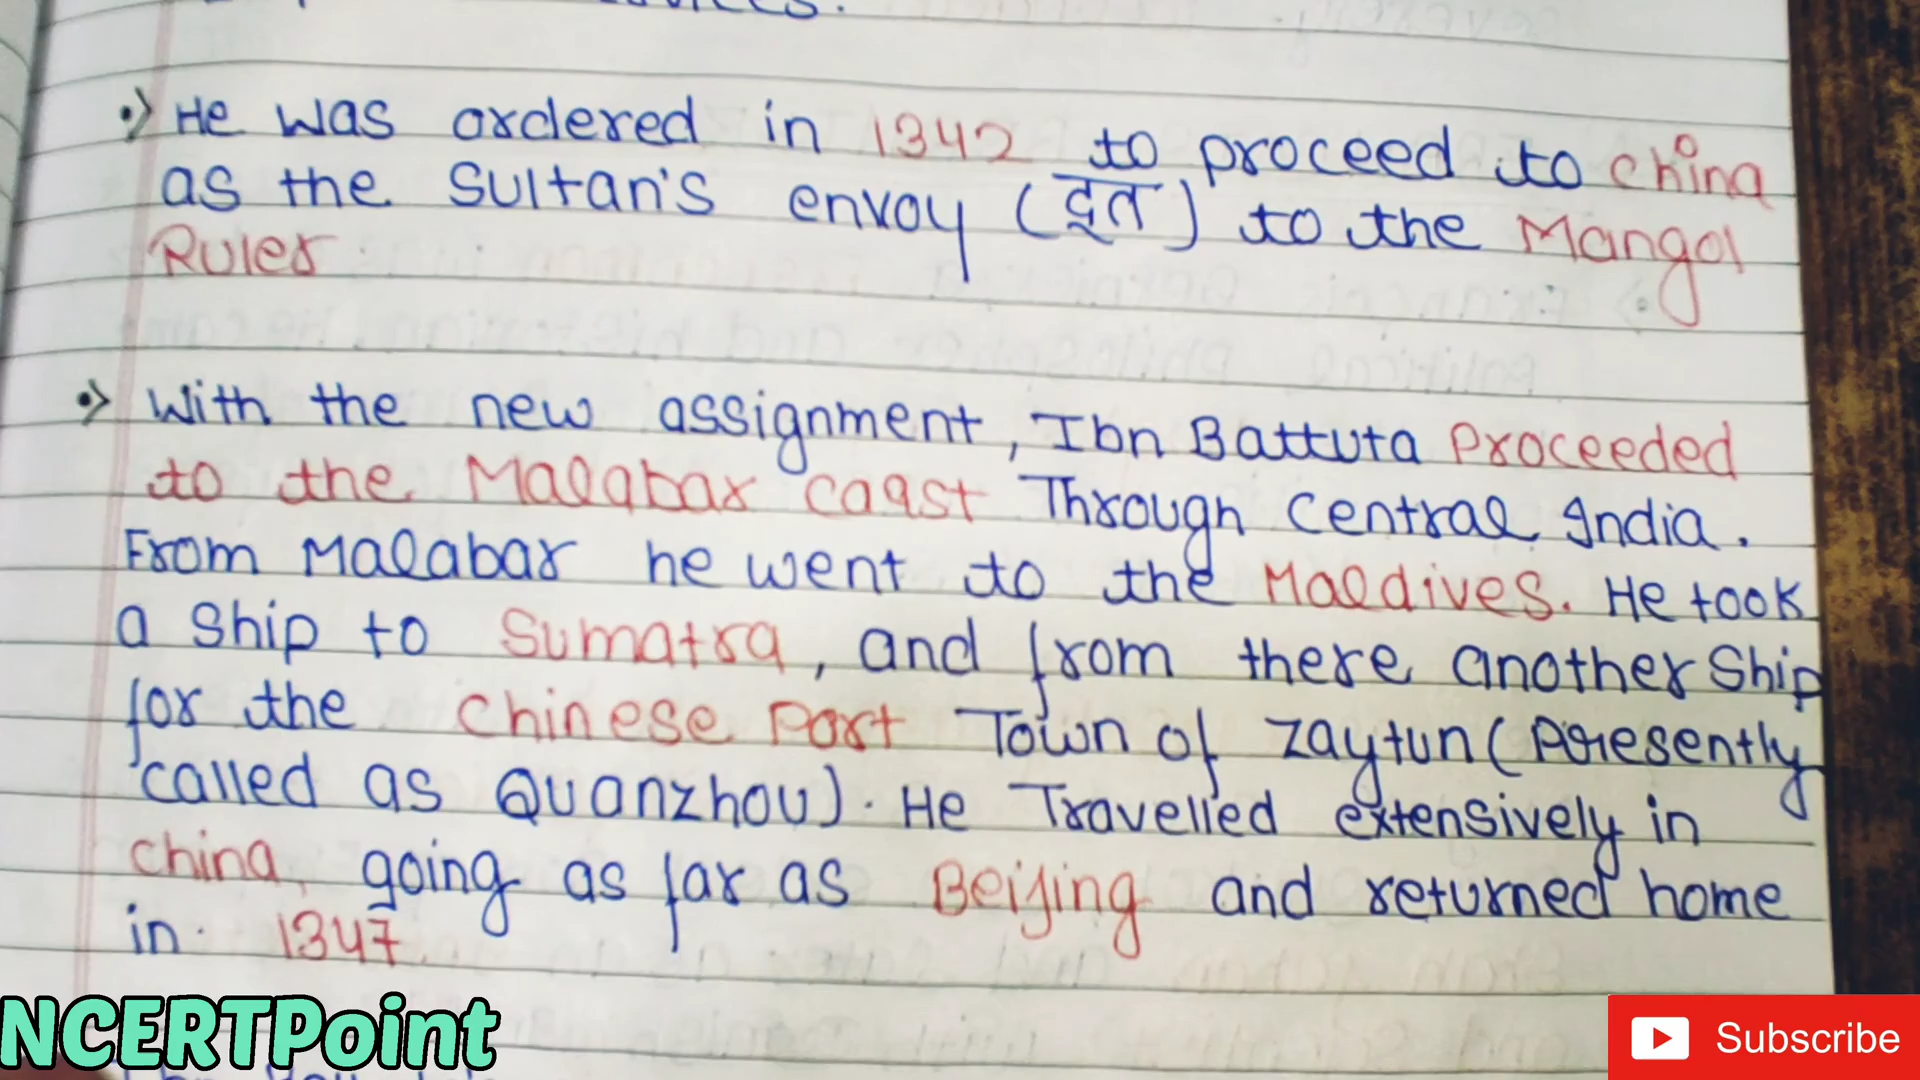 •) He was ordered in 1342 to proceed to China
as the Sultan's envoy (दूत) to the Mangol
Ruler
•) With the new assignment, Ibn Battuta Proceeded
to the Malabar Coast Through Central India.
From Malabar he went to the Maldives. He took
a Ship to Sumatra, and from there another Ship
for the Chinese Port Town of Zaytun (Presently
called as Quanzhou). He Travelled extensively in
China, going as far as Beijing and returned home
in 1347.
NCERTPoint
Subscribe